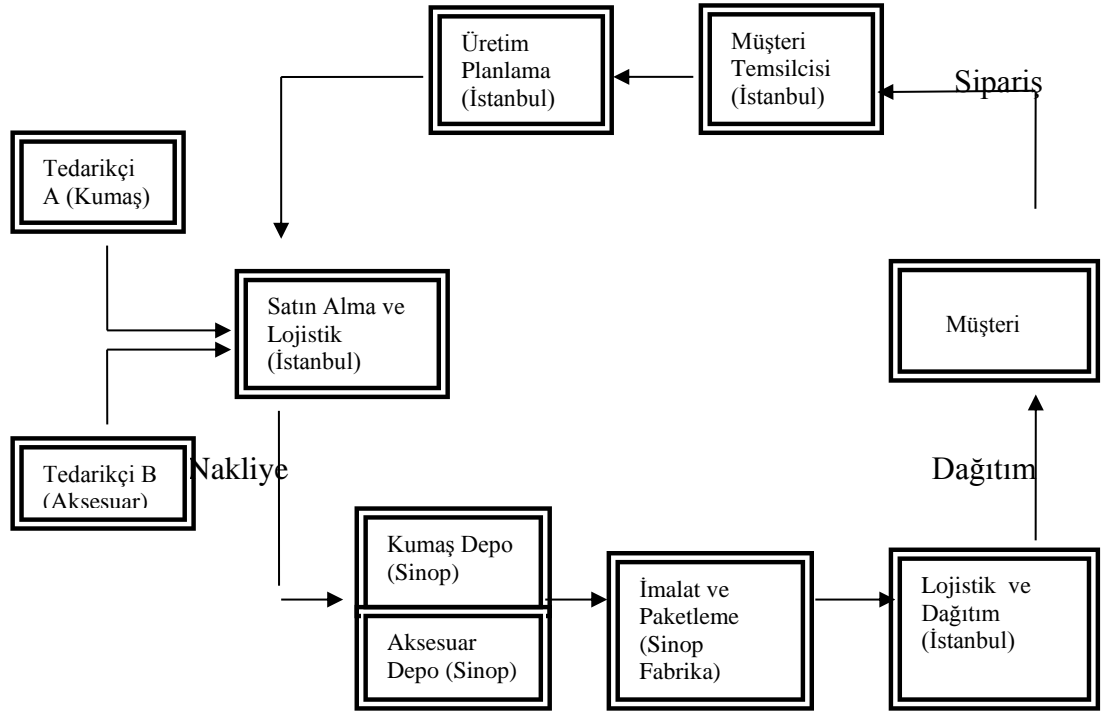 Üretim
Planlama
(İstanbul)
Müşteri
Temsilcisi
(İstanbul)
Sipariş
Tedarikçi
A (Kumaş)
Satın Alma ve
Lojistik
(İstanbul)
Müşteri
Tedarikçi B
(Aksesuar)
Nakliye
Dağıtım
Kumaş Depo
(Sinop)
Aksesuar
Depo (Sinop)
İmalat ve
Paketleme
(Sinop
Fabrika)
Lojistik ve
Dağıtım
(İstanbul)